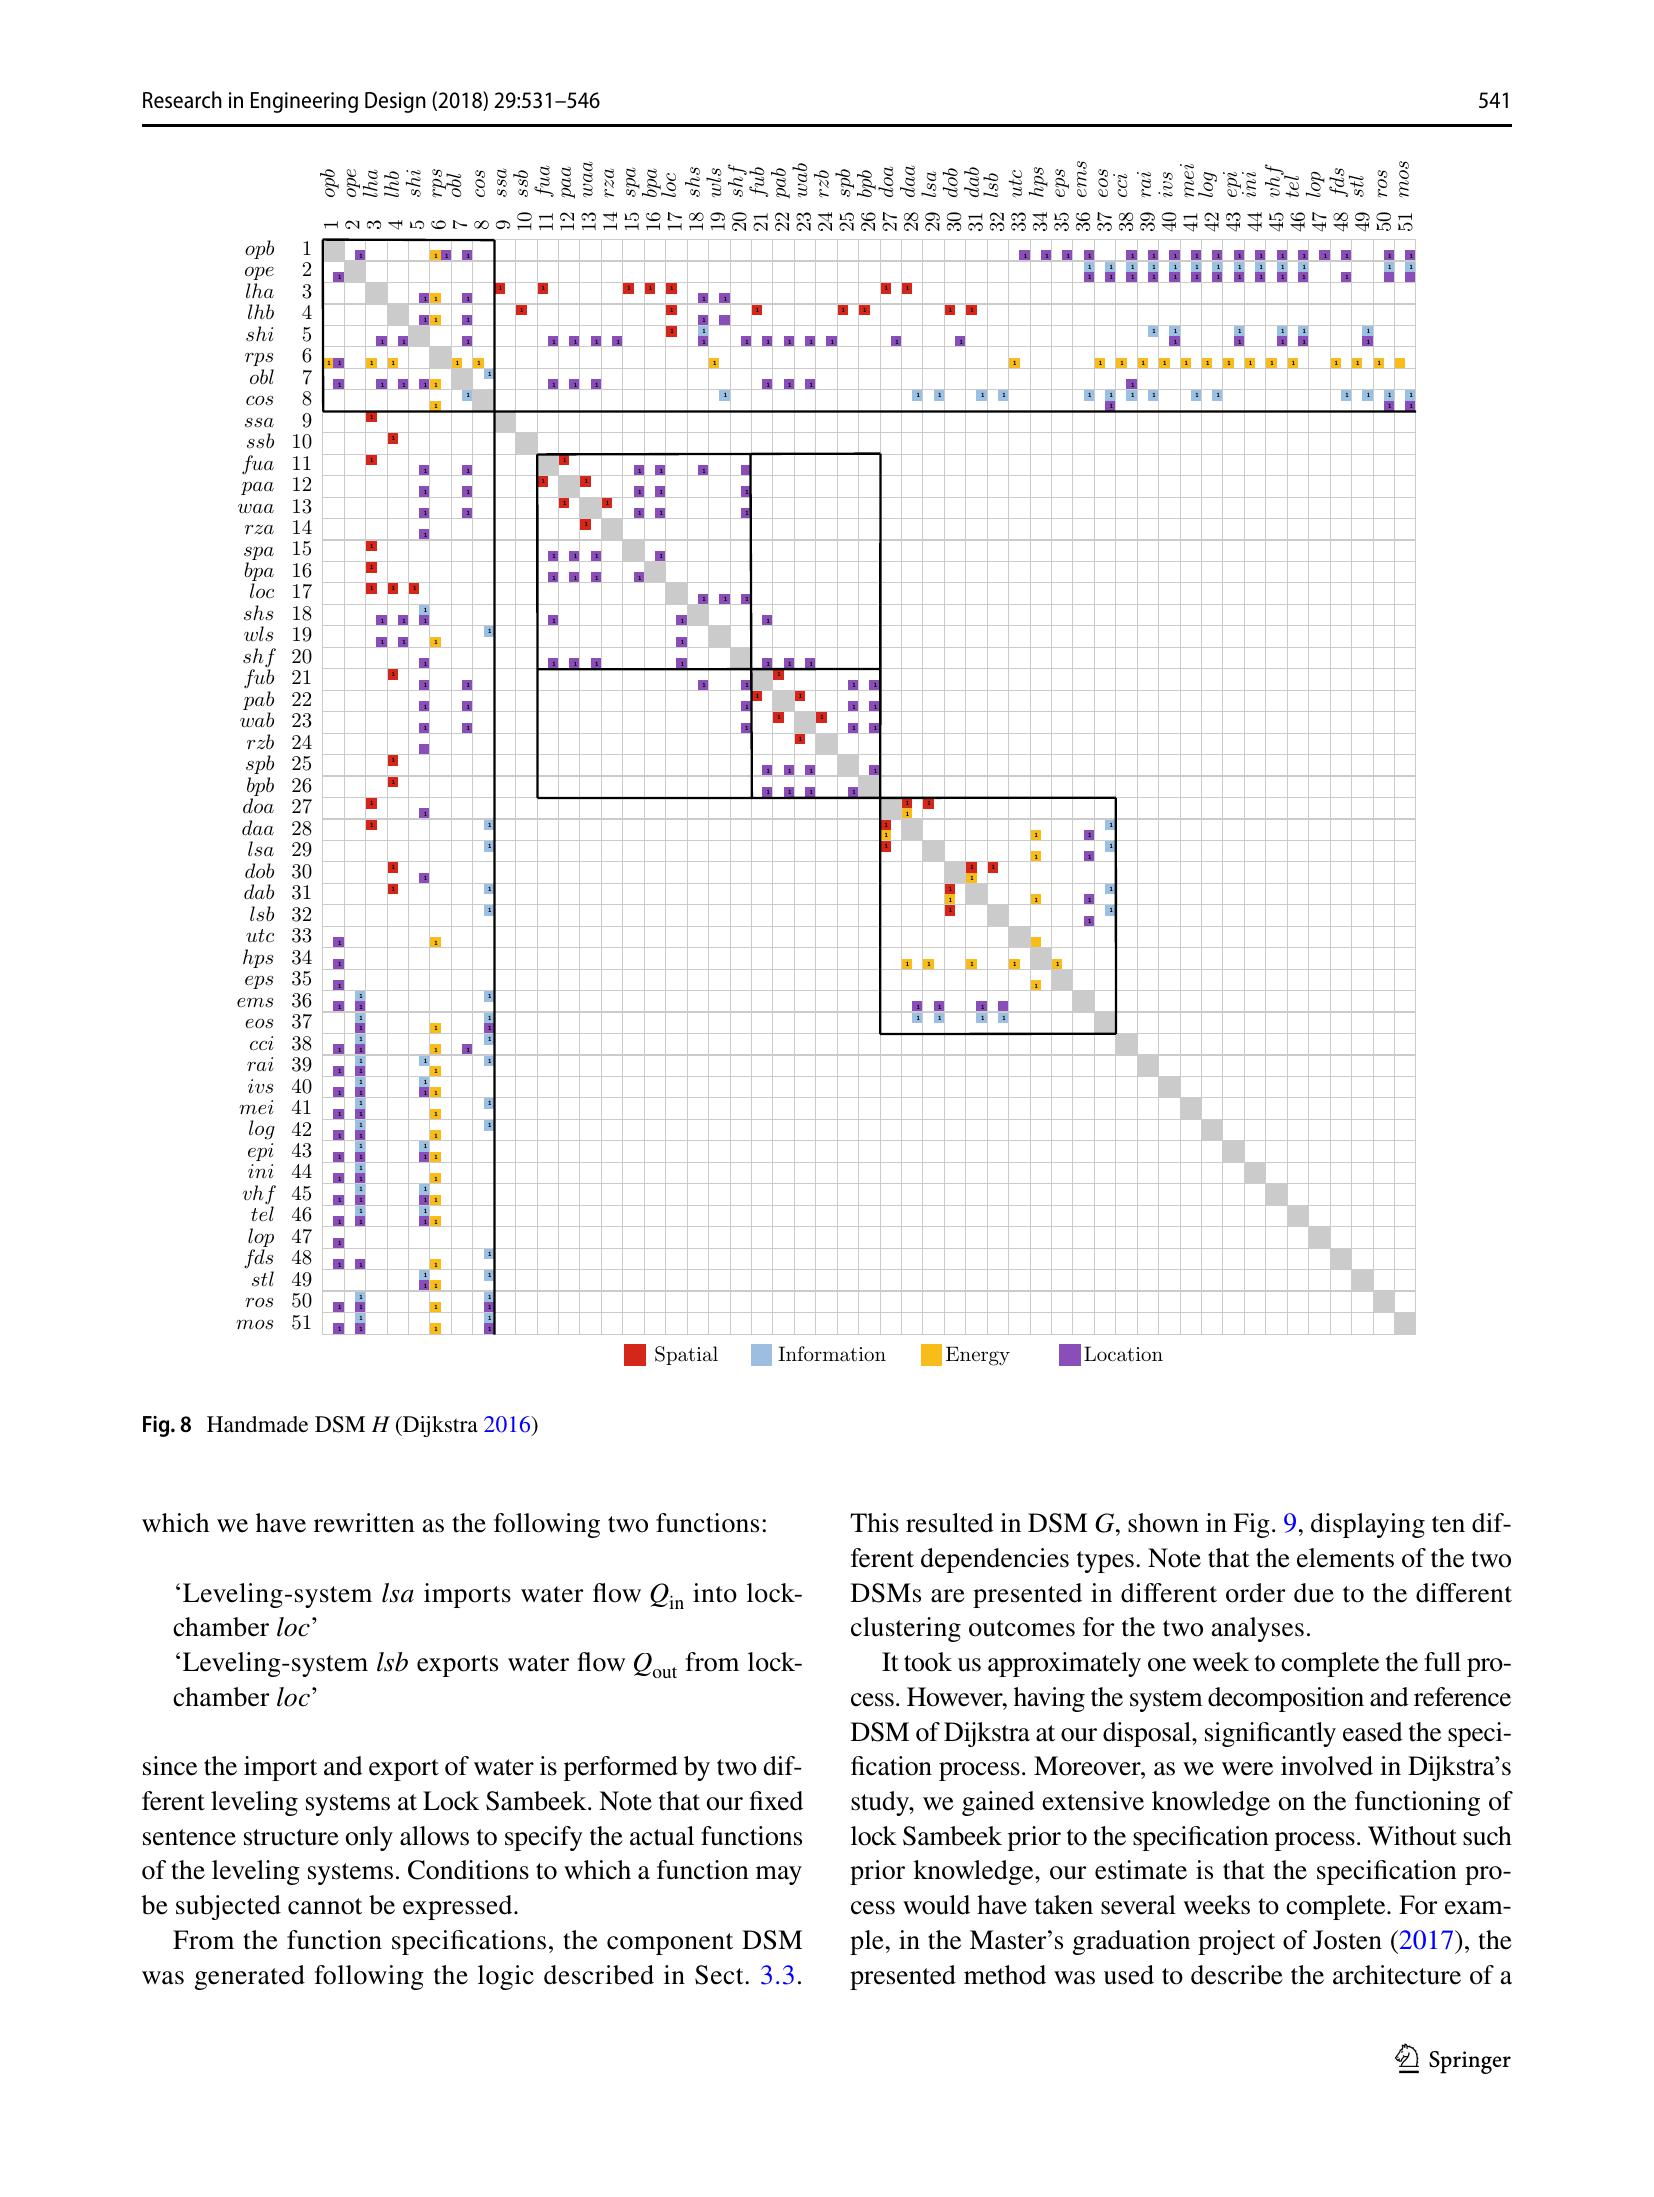 Research in Engineering Design (2018) 29:531–546
541
opb ope lha lhb shi rps obl cos ssa ssb fua paa waa rza spa bpa loc shs wls shf fub pab wab rzb spb bpb doa daa lsa dob dab lsb utc hps eps ems eos cci rai ivs mei log epi ini vhf tel lop fds stl ros mos
1 2 3 4 5 6 7 8 9 10 11 12 13 14 15 16 17 18 19 20 21 22 23 24 25 26 27 28 29 30 31 32 33 34 35 36 37 38 39 40 41 42 43 44 45 46 47 48 49 50 51
opb 1
ope 2
lha 3
lhb 4
shi 5
rps 6
obl 7
cos 8
ssa 9
ssb 10
fua 11
paa 12
waa 13
rza 14
spa 15
bpa 16
loc 17
shs 18
wls 19
shf 20
fub 21
pab 22
wab 23
rzb 24
spb 25
bpb 26
doa 27
daa 28
lsa 29
dob 30
dab 31
lsb 32
utc 33
hps 34
eps 35
ems 36
eos 37
cci 38
rai 39
ivs 40
mei 41
log 42
epi 43
ini 44
vhf 45
tel 46
lop 47
fds 48
stl 49
ros 50
mos 51
Spatial Information Energy Location
Fig. 8 Handmade DSM H (Dijkstra 2016)
which we have rewritten as the following two functions:
‘Leveling-system lsa imports water flow Qin into lock-
chamber loc’
‘Leveling-system lsb exports water flow Qout from lock-
chamber loc’
since the import and export of water is performed by two dif-
ferent leveling systems at Lock Sambeek. Note that our fixed
sentence structure only allows to specify the actual functions
of the leveling systems. Conditions to which a function may
be subjected cannot be expressed.
From the function specifications, the component DSM
was generated following the logic described in Sect. 3.3.
This resulted in DSM G, shown in Fig. 9, displaying ten dif-
ferent dependencies types. Note that the elements of the two
DSMs are presented in different order due to the different
clustering outcomes for the two analyses.
It took us approximately one week to complete the full pro-
cess. However, having the system decomposition and reference
DSM of Dijkstra at our disposal, significantly eased the speci-
fication process. Moreover, as we were involved in Dijkstra’s
study, we gained extensive knowledge on the functioning of
lock Sambeek prior to the specification process. Without such
prior knowledge, our estimate is that the specification pro-
cess would have taken several weeks to complete. For exam-
ple, in the Master’s graduation project of Josten (2017), the
presented method was used to describe the architecture of a
Springer